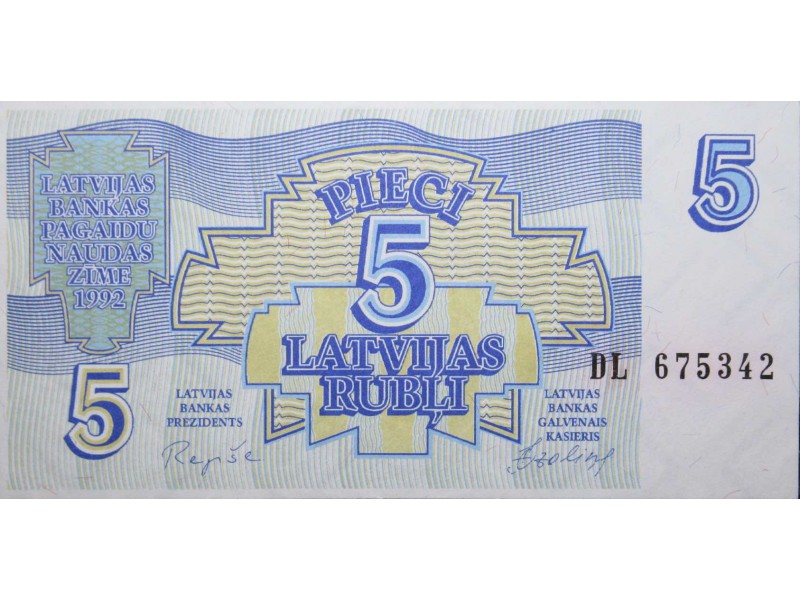 LATVIJAS
BANKAS
PAGAIDU
NAUDAS
ZĪME
1992
PIECI
5
LATVIJAS
RUBĻI
5
DL 675342
5
LATVIJAS
BANKAS
PREZIDENTS
LATVIJAS
BANKAS
GALVENAIS
KASIERIS
Repše